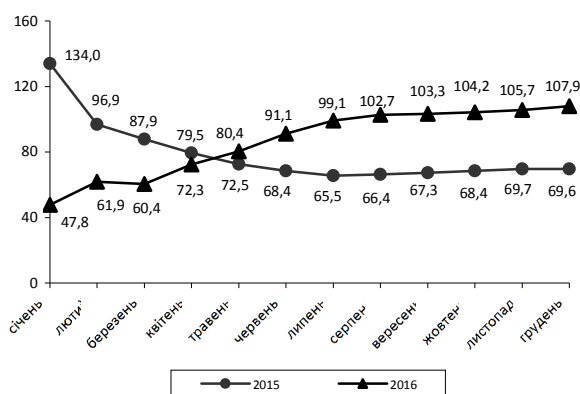 160
120
80
40
0
134,0
96,9
87,9
79,5
80,4
91,1
99,1
102,7
103,3
104,2
105,7
107,9
47,8
61,9
60,4
72,3
72,5
68,4
65,5
66,4
67,3
68,4
69,7
69,6
січень
лютий
березень
квітень
травень
червень
липень
серпень
вересень
жовтень
листопад
грудень
2015
2016